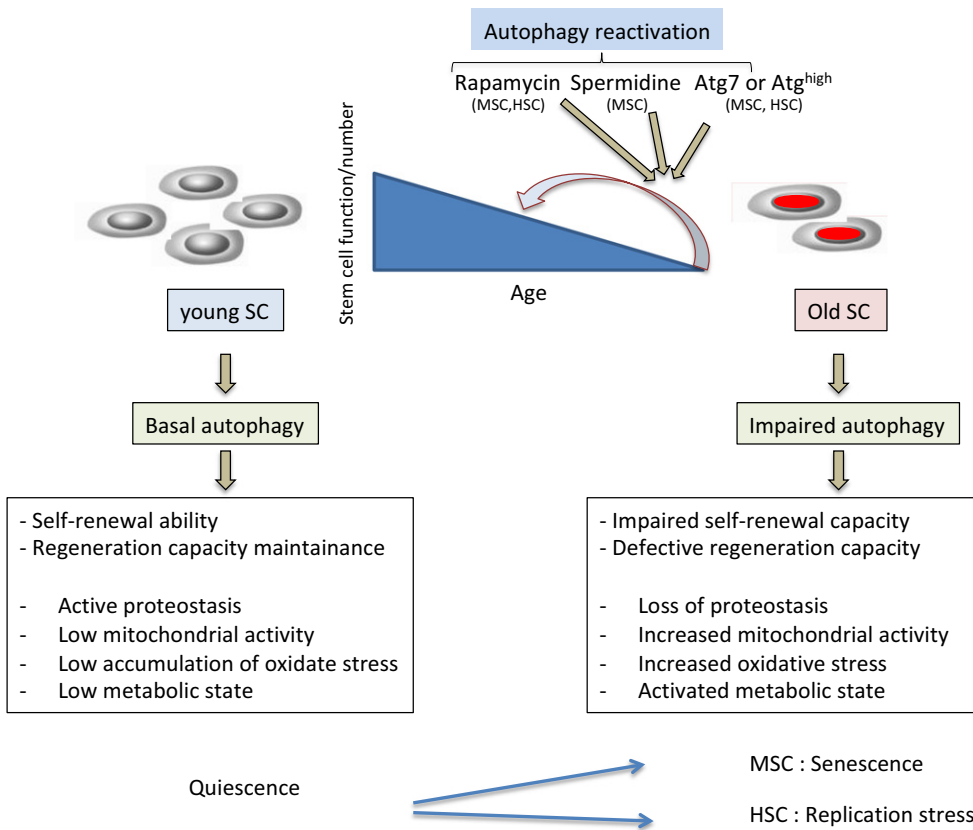 Autophagy reactivation
Rapamycin Spermidine Atg7 or Atg^high
(MSC,HSC) (MSC) (MSC, HSC)
Stem cell function/number
Age
young SC
Old SC
Basal autophagy
Impaired autophagy
- Self-renewal ability
- Regeneration capacity maintainance
- Active proteostasis
- Low mitochondrial activity
- Low accumulation of oxidate stress
- Low metabolic state
- Impaired self-renewal capacity
- Defective regeneration capacity
- Loss of proteostasis
- Increased mitochondrial activity
- Increased oxidative stress
- Activated metabolic state
Quiescence
MSC : Senescence
HSC : Replication stress